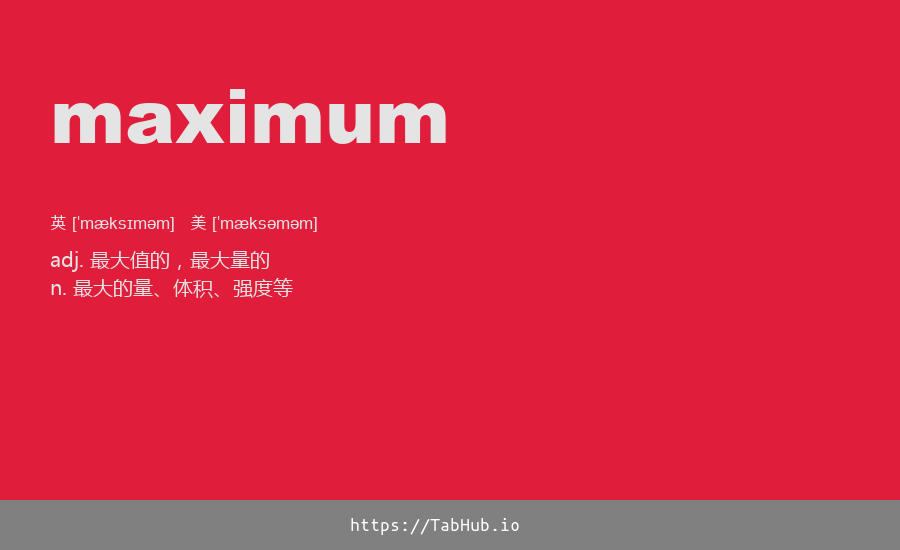 maximum
英 [ˈmæksɪməm] 美 [ˈmæksəməm]
adj. 最大值的，最大量的
n. 最大的量、体积、强度等
https://TabHub.io